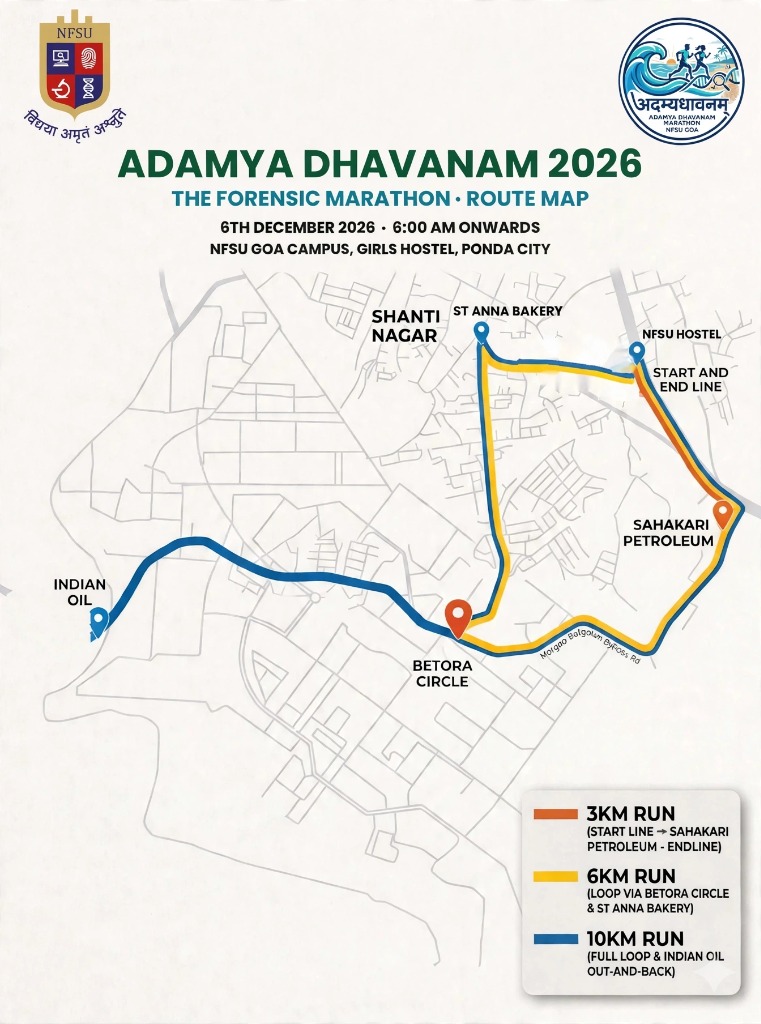 NFSU
विद्यया अमृतं अश्नुते
अदम्यधावनम्
ADAMYA DHAVANAM
MARATHON
NFSU GOA
ADAMYA DHAVANAM 2026
THE FORENSIC MARATHON · ROUTE MAP
6TH DECEMBER 2026 · 6:00 AM ONWARDS
NFSU GOA CAMPUS, GIRLS HOSTEL, PONDA CITY
SHANTI
NAGAR
ST ANNA BAKERY
NFSU HOSTEL
START AND
END LINE
SAHAKARI
PETROLEUM
INDIAN
OIL
BETORA
CIRCLE
Morgao Balgaum Bypass Rd
3KM RUN
(START LINE → SAHAKARI
PETROLEUM - ENDLINE)
6KM RUN
(LOOP VIA BETORA CIRCLE
& ST ANNA BAKERY)
10KM RUN
(FULL LOOP & INDIAN OIL
OUT-AND-BACK)